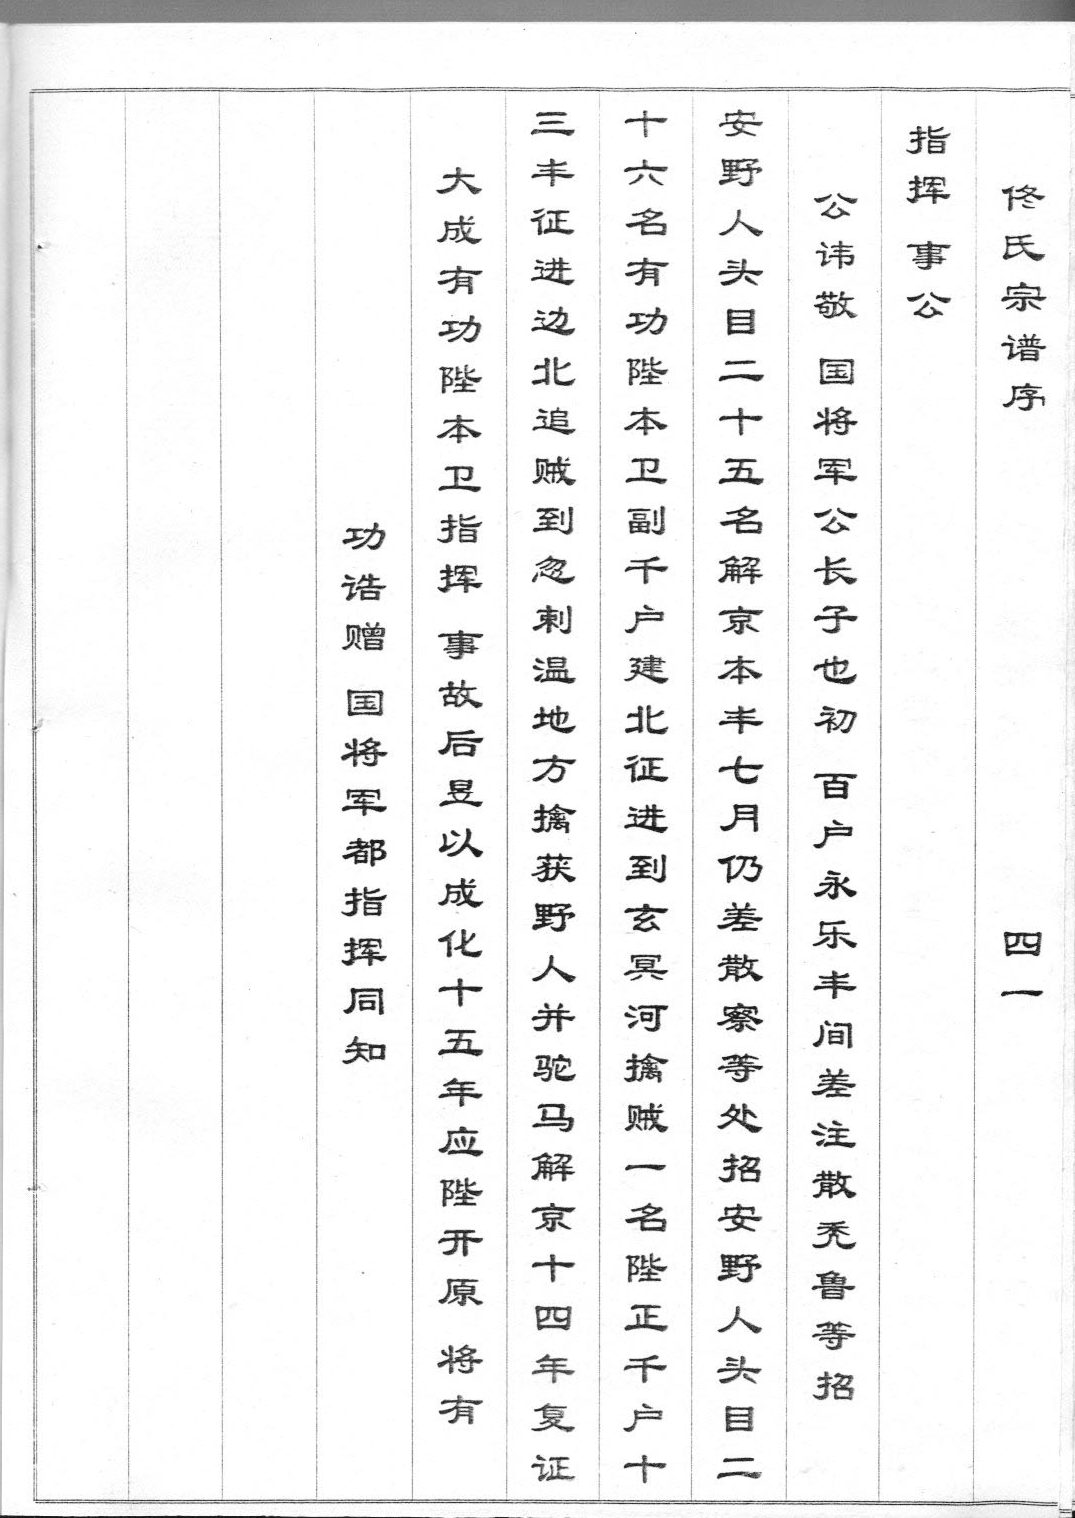 佟氏宗谱序 四一
指挥 事公
公讳敬 国将军公长子也初 百户永乐丰间差注散秃鲁等招
安野人头目二十五名解京本丰七月仍差散察等处招安野人头目二
十六名有功陛本卫副千户建北征进到玄冥河擒贼一名陛正千户十
三丰征进边北追贼到忽剌温地方擒获野人并驼马解京十四年复证
大成有功陛本卫指挥 事故后昱以成化十五年应陛开原 将有
功诰赠 国将军都指挥同知